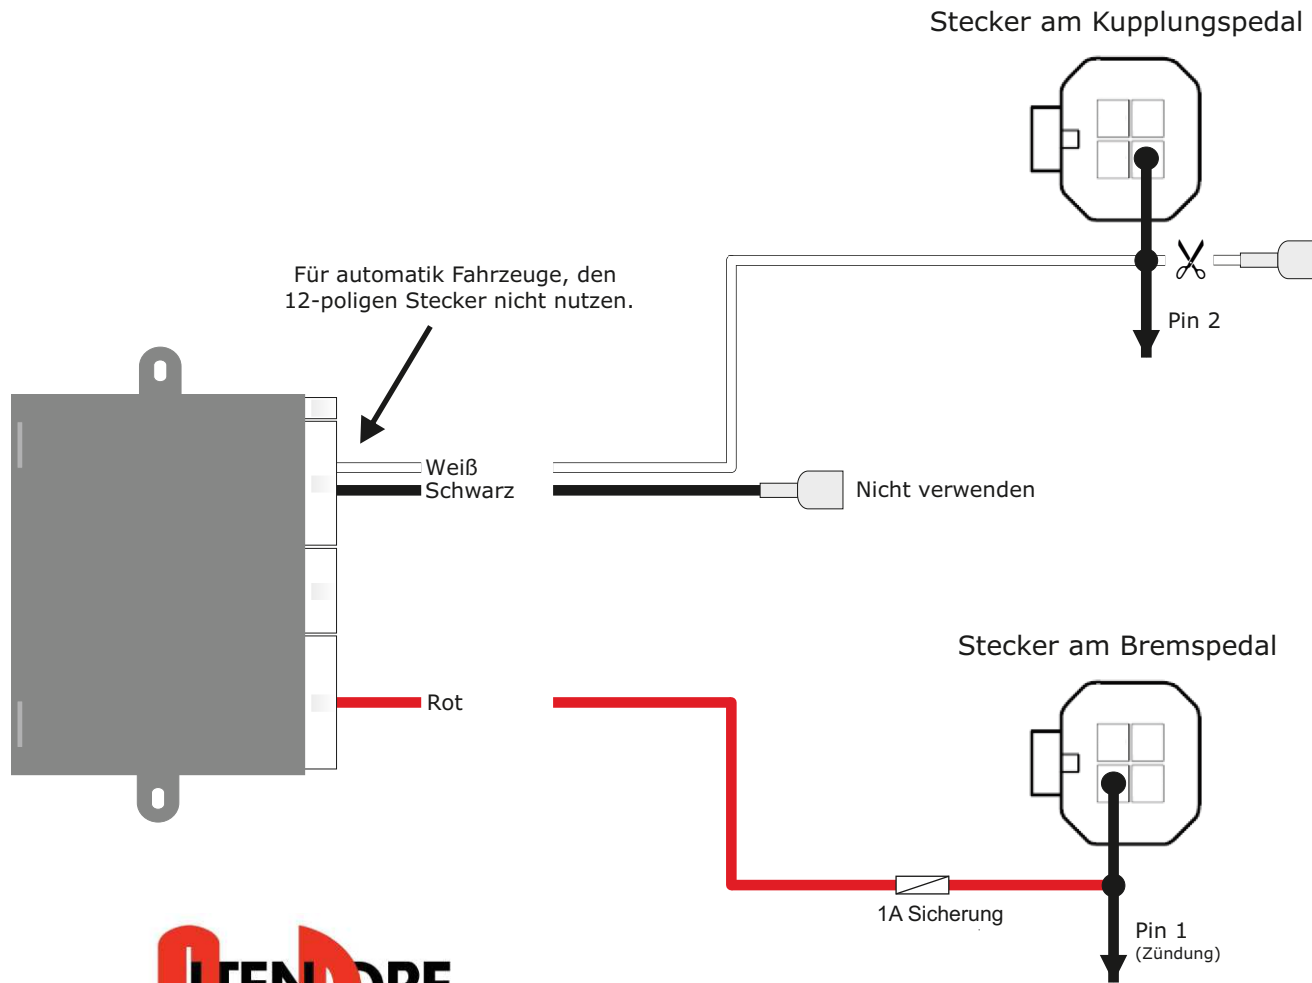 Stecker am Kupplungspedal
Für automatik Fahrzeuge, den
12-poligen Stecker nicht nutzen.
Pin 2
Weiß
Schwarz
Nicht verwenden
Stecker am Bremspedal
Rot
1A Sicherung
Pin 1
(Zündung)